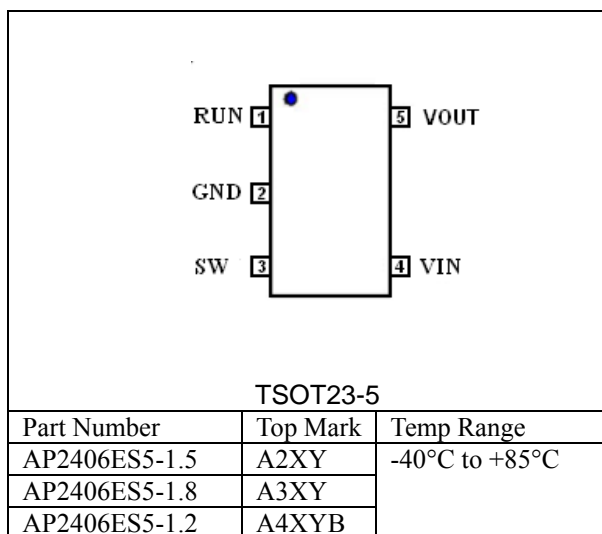 RUN 1 5 VOUT
GND 2
SW 3 4 VIN
TSOT23-5
Part Number Top Mark Temp Range
AP2406ES5-1.5 A2XY -40°C to +85°C
AP2406ES5-1.8 A3XY
AP2406ES5-1.2 A4XYB